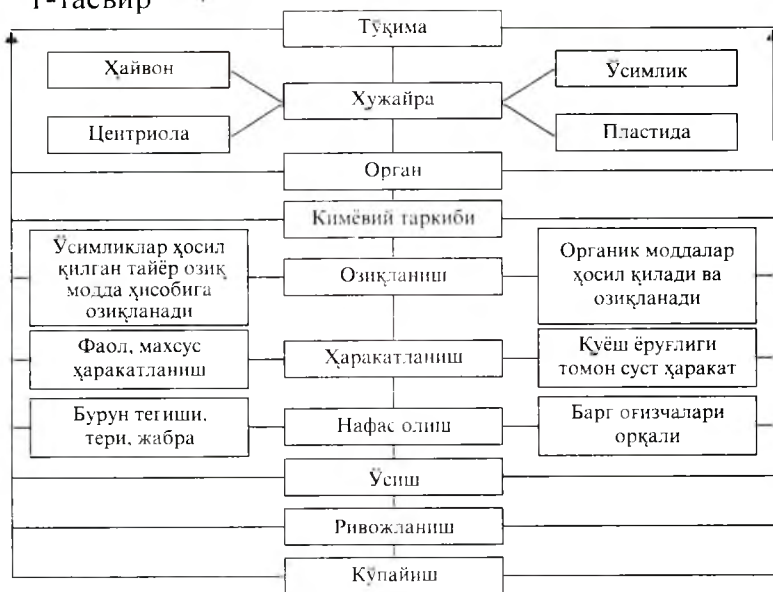 1-тасвир
Тўқима
Ҳайвон
Ўсимлик
Хужайра
Центриола
Пластида
Орган
Кимёвий таркиби
Ўсимликлар ҳосил
қилган тайёр озиқ
модда ҳисобига
озиқланади
Озиқланиш
Органик моддалар
ҳосил қилади ва
озиқланади
Фаол, махсус
ҳаракатланиш
Ҳаракатланиш
Қуёш ёруғлиги
томон суст ҳаракат
Бурун тегиши,
тери, жабра
Нафас олиш
Барг оғизчалари
орқали
Ўсиш
Ривожланиш
Кўпайиш